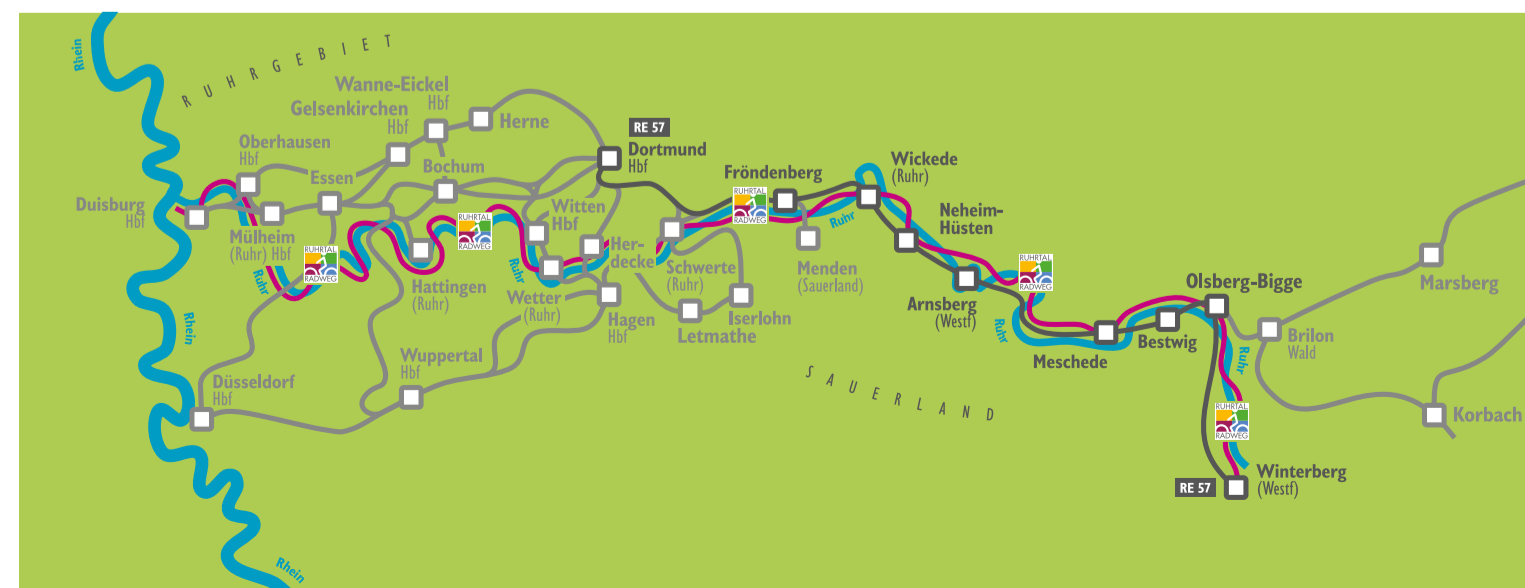 Rhein
RUHRGEBIET
Wanne-Eickel
Hbf
Gelsenkirchen
Hbf
Herne
Oberhausen
Hbf
Essen
Bochum
RE 57
Dortmund
Hbf
Fröndenberg
Wickede
(Ruhr)
Duisburg
Hbf
Mülheim
(Ruhr) Hbf
Ruhr
RUHRTAL
RADWEG
Hattingen
(Ruhr)
RUHRTAL
RADWEG
Witten
Hbf
Ruhr
Wetter
(Ruhr)
Her-
decke
Hagen
Hbf
Schwerte
(Ruhr)
Letmathe
Iserlohn
RUHRTAL
RADWEG
Ruhr
Menden
(Sauerland)
Neheim-
Hüsten
Arnsberg
(Westf)
RUHRTAL
RADWEG
Ruhr
Meschede
Bestwig
Olsberg-Bigge
Ruhr
Brilon
Wald
Marsberg
Korbach
RUHRTAL
RADWEG
RE 57
Winterberg
(Westf)
SAUERLAND
Rhein
Wuppertal
Hbf
Düsseldorf
Hbf
Rhein